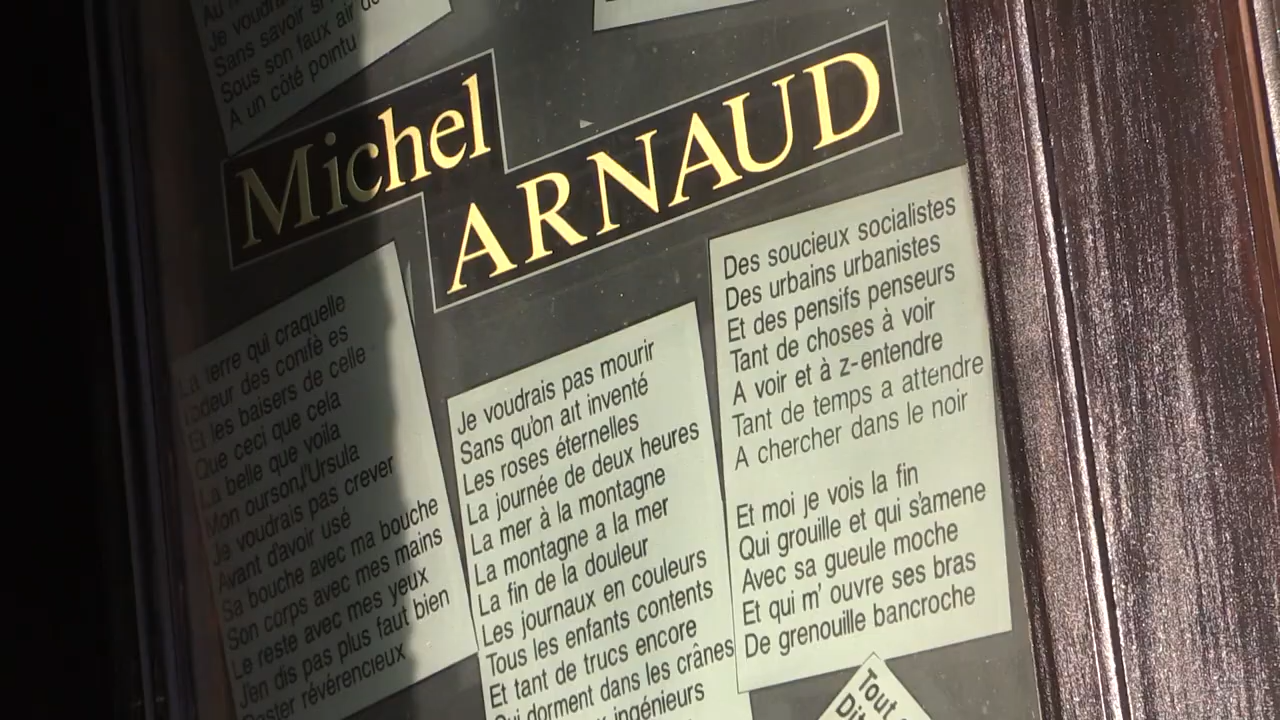 Je voudrai
Sans savoir si
Sous son faux air de
A un côté pointu
Michel
ARNAUD
La terre qui craquelle
L'odeur des conifè es
Et les baisers de celle
Que ceci que cela
La belle que voila
Mon ourson,l'Ursula
Je voudrais pas crever
Avant d'avoir usé
Sa bouche avec ma bouche
Son corps avec mes mains
Le reste avec mes yeux
J'en dis pas plus faut bien
Rester révérencieux
Je voudrais pas mourir
Sans qu'on ait inventé
Les roses éternelles
La journée de deux heures
La mer à la montagne
La montagne a la mer
La fin de la douleur
Les journaux en couleurs
Tous les enfants contents
Et tant de trucs encore
Qui dorment dans les crânes
ingénieurs
Des soucieux socialistes
Des urbains urbanistes
Et des pensifs penseurs
Tant de choses à voir
A voir et à z-entendre
Tant de temps a attendre
A chercher dans le noir
Et moi je vois la fin
Qui grouille et qui s'amene
Avec sa gueule moche
Et qui m' ouvre ses bras
De grenouille bancroche
Tout